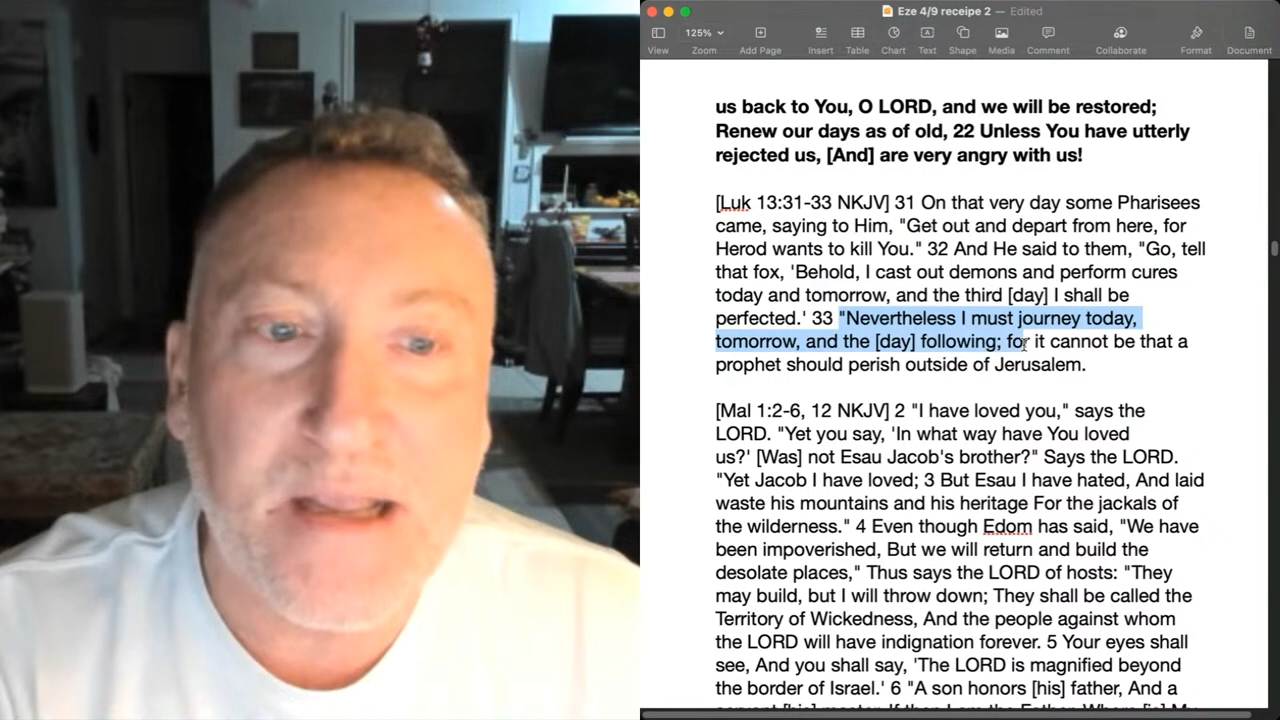 Eze 4/9 receipe 2 — Edited
125%
View
Zoom
Add Page
Insert
Table
Chart
Text
Shape
Media
Comment
Collaborate
Format
Document
us back to You, O LORD, and we will be restored;
Renew our days as of old, 22 Unless You have utterly
rejected us, [And] are very angry with us!
[Luk 13:31-33 NKJV] 31 On that very day some Pharisees
came, saying to Him, "Get out and depart from here, for
Herod wants to kill You." 32 And He said to them, "Go, tell
that fox, 'Behold, I cast out demons and perform cures
today and tomorrow, and the third [day] I shall be
perfected.' 33 "Nevertheless I must journey today,
tomorrow, and the [day] following; for it cannot be that a
prophet should perish outside of Jerusalem.
[Mal 1:2-6, 12 NKJV] 2 "I have loved you," says the
LORD. "Yet you say, 'In what way have You loved
us?' [Was] not Esau Jacob's brother?" Says the LORD.
"Yet Jacob I have loved; 3 But Esau I have hated, And laid
waste his mountains and his heritage For the jackals of
the wilderness." 4 Even though Edom has said, "We have
been impoverished, But we will return and build the
desolate places," Thus says the LORD of hosts: "They
may build, but I will throw down; They shall be called the
Territory of Wickedness, And the people against whom
the LORD will have indignation forever. 5 Your eyes shall
see, And you shall say, 'The LORD is magnified beyond
the border of Israel.' 6 "A son honors [his] father, And a
servant [his] master. If then I am the Father, Where [is] My